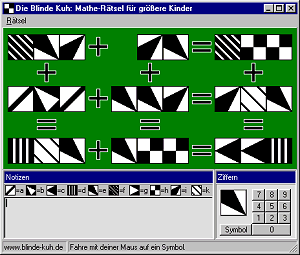 Die Blinde Kuh: Mathe-Rätsel für größere Kinder
Rätsel
+ =
+ + +
+ =
= = =
+ =
Notizen
Ziffern
=a =b =c =d =e =f =g =h =i =k
7 8 9
4 5 6
1 2 3
Symbol 0
www.blinde-kuh.de Fahre mit deiner Maus auf ein Symbol.